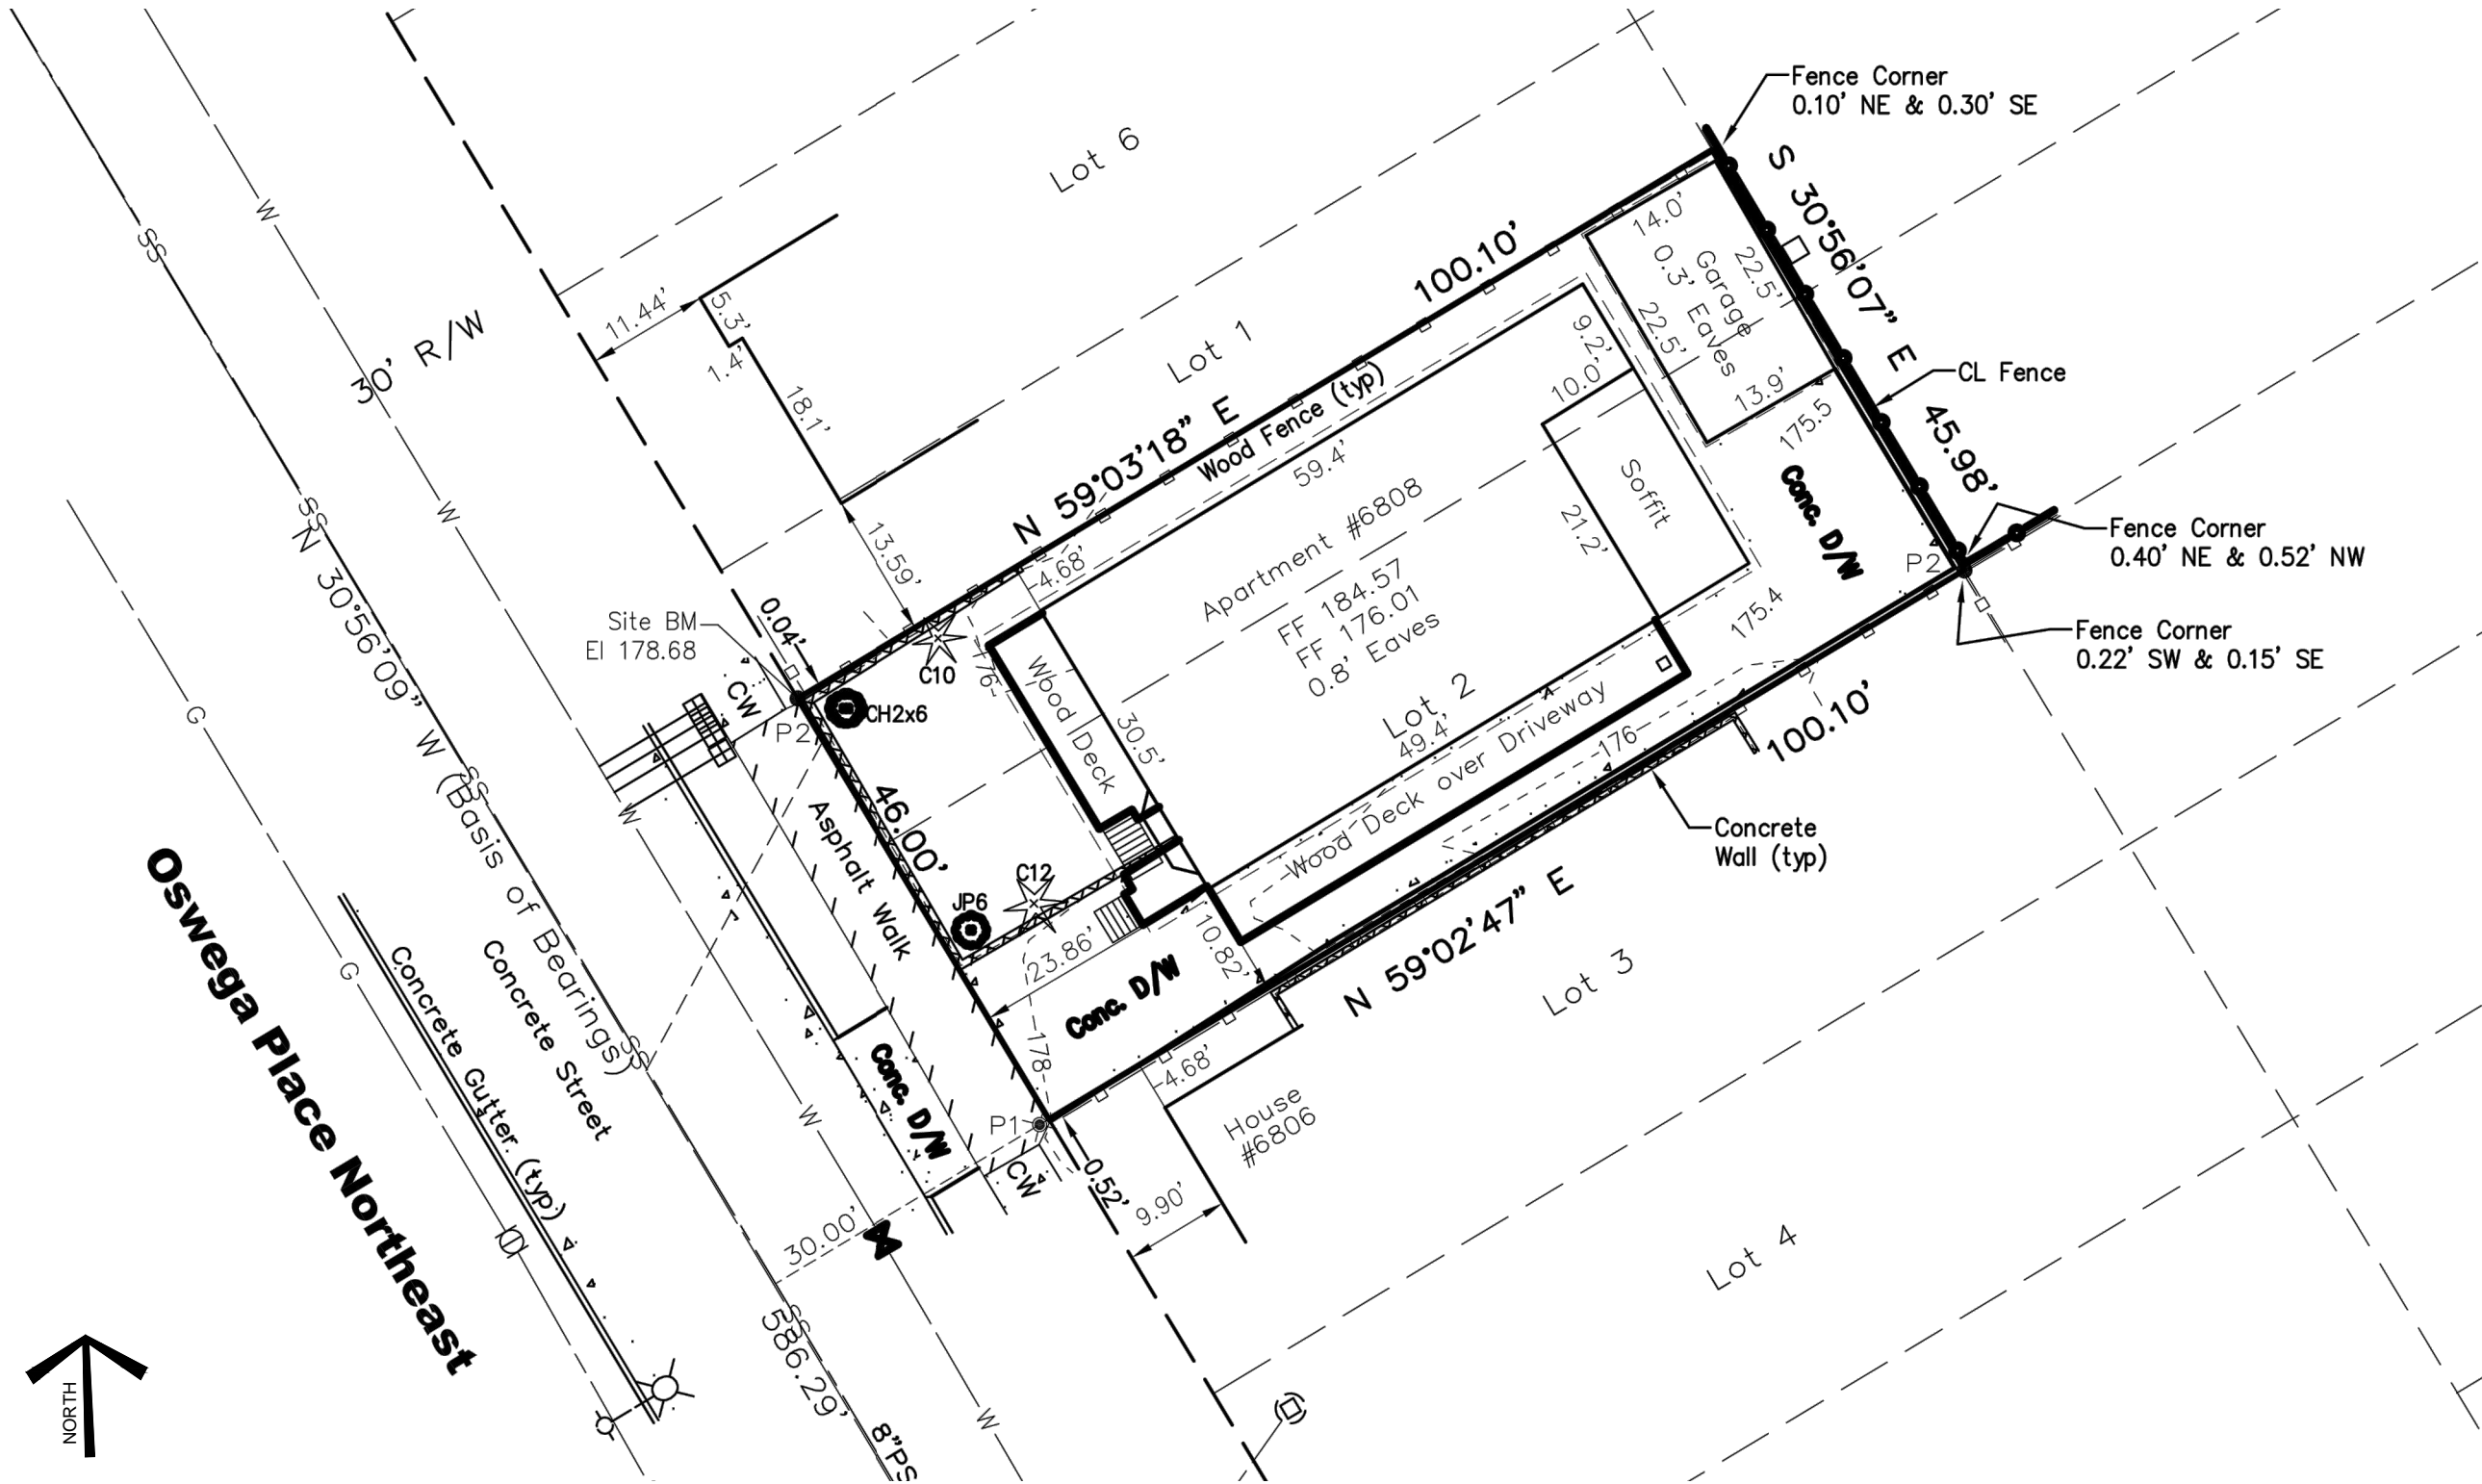 Fence Corner
0.10' NE & 0.30' SE
Lot 6
S 30°56'07" E
45.98'
SS
W
30' R/W
11.44'
5.3'
1.4'
18.1'
Lot 1
100.10'
14.0'
22.5'
Garage
0.3' Eaves
22.5'
13.9'
9.2'
10.0'
CL Fence
175.5
N 59°03'18" E
Wood Fence (typ)
59.4'
Soffit
21.2'
Conc. D/W
Apartment #6808
FF 184.57
FF 176.01
0.8' Eaves
W
SS
N 30°56'09" W (Basis of Bearings)
13.59'
4.68'
Fence Corner
0.40' NE & 0.52' NW
P2
175.4
Fence Corner
0.22' SW & 0.15' SE
Site BM
El 178.68
0.04'
C10
176
CH2x6
CW
P2
Wood Deck
30.5'
Lot 2
49.4'
Wood Deck over Driveway
176
100.10'
G
SS
W
46.00'
Asphalt Walk
Concrete
Wall (typ)
C12
JP6
23.86'
10.82'
Conc. D/W
N 59°02'47" E
Lot 3
Oswega Place Northeast
G
Concrete Gutter (typ)
Concrete Street
SS
178
Conc. D/W
W
P1
CW
0.52'
4.68'
House
#6806
9.90'
30.00'
Lot 4
SS
586.29'
8"PS
W
NORTH